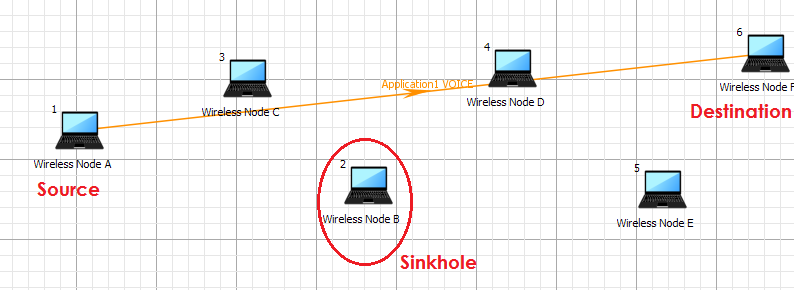 6
4
3
Application1 VOICE
Wireless Node F
Wireless Node D
1
Wireless Node C
Destination
Wireless Node A
2
5
Source
Wireless Node B
Wireless Node E
Sinkhole